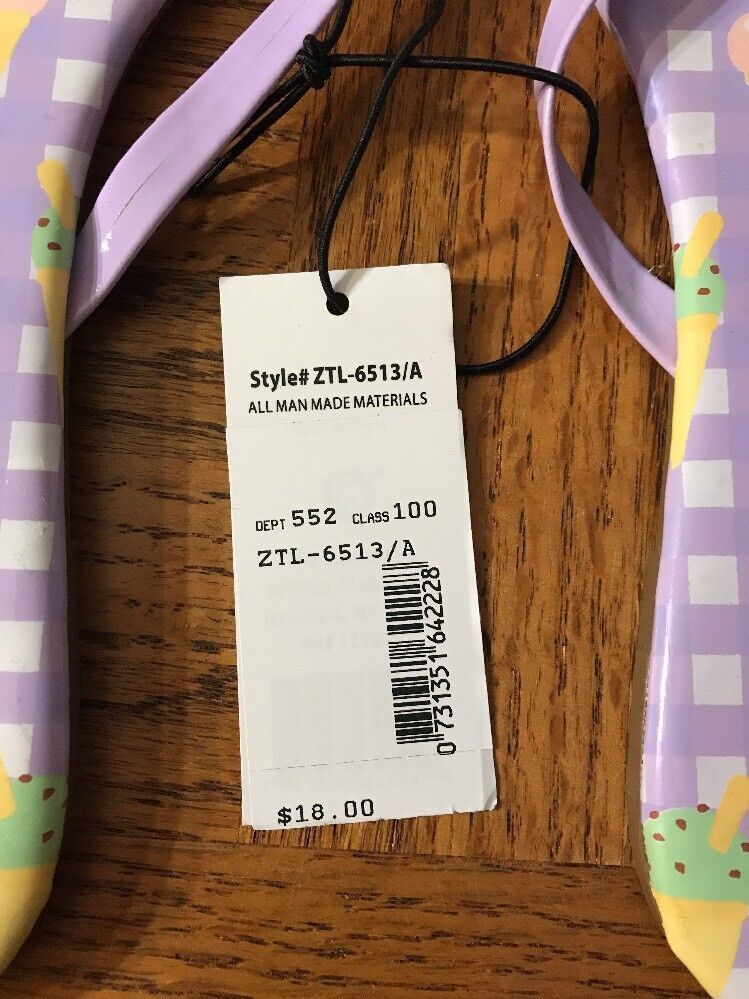 Style# ZTL-6513/A
ALL MAN MADE MATERIALS
DEPT 552 CLASS 100
ZTL-6513/A
0 731351 642228
$18.00